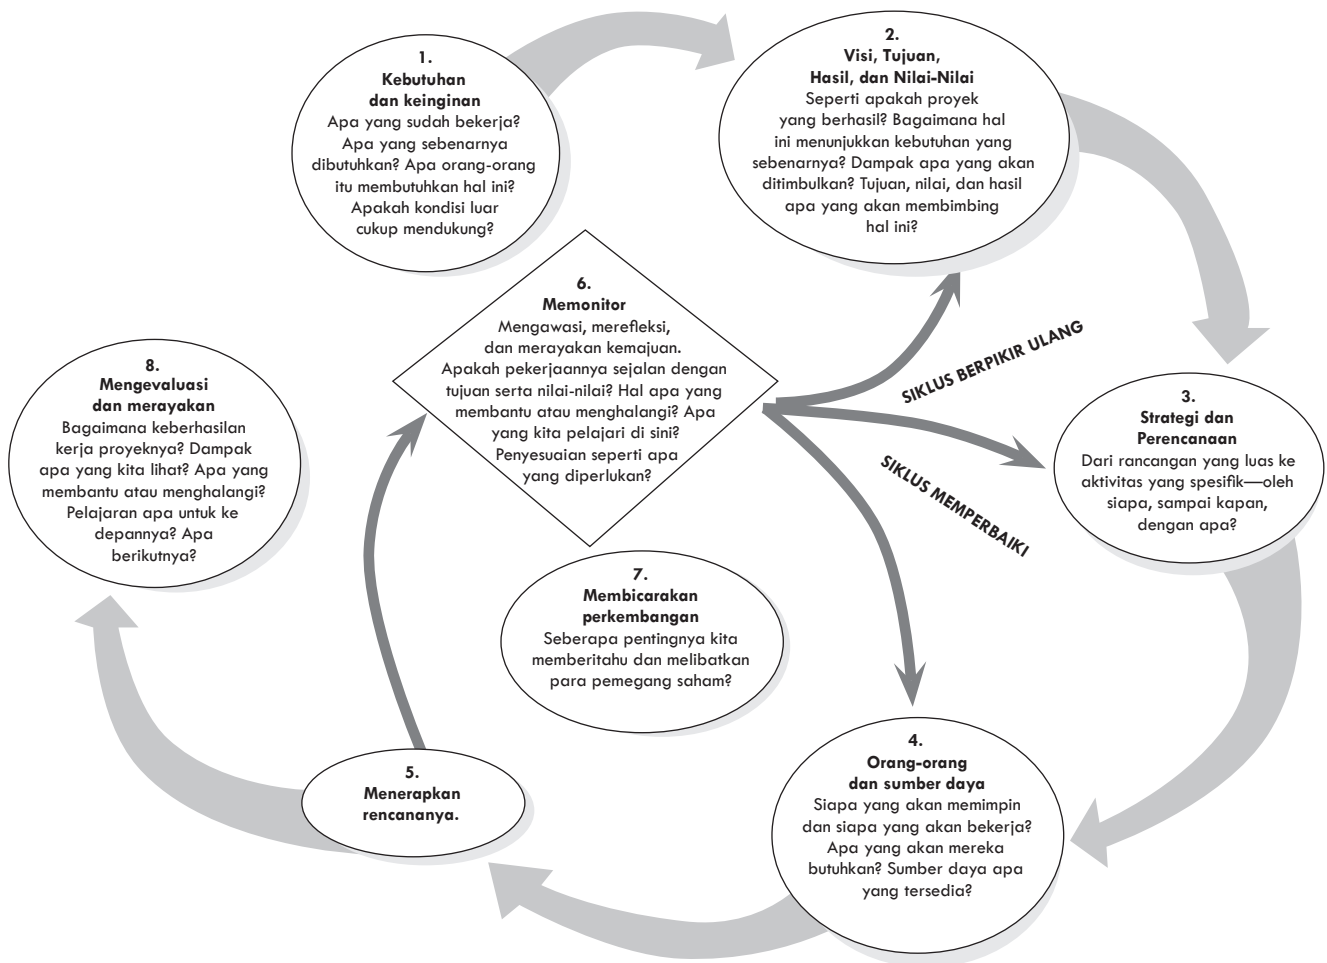 1.
Kebutuhan
dan keinginan
Apa yang sudah bekerja?
Apa yang sebenarnya
dibutuhkan? Apa orang-orang
itu membutuhkan hal ini?
Apakah kondisi luar
cukup mendukung?
2.
Visi, Tujuan,
Hasil, dan Nilai-Nilai
Seperti apakah proyek
yang berhasil? Bagaimana hal
ini menunjukkan kebutuhan yang
sebenarnya? Dampak apa yang akan
ditimbulkan? Tujuan, nilai, dan hasil
apa yang akan membimbing
hal ini?
SIKLUS BERPIKIR ULANG
3.
Strategi dan
Perencanaan
Dari rancangan yang luas ke
aktivitas yang spesifik—oleh
siapa, sampai kapan,
dengan apa?
SIKLUS MEMPERBAIKI
4.
Orang-orang
dan sumber daya
Siapa yang akan memimpin
dan siapa yang akan bekerja?
Apa yang akan mereka
butuhkan? Sumber daya apa
yang tersedia?
5.
Menerapkan
rencananya.
6.
Memonitor
Mengawasi, merefleksi,
dan merayakan kemajuan.
Apakah pekerjaannya sejalan dengan
tujuan serta nilai-nilai? Hal apa yang
membantu atau menghalangi? Apa
yang kita pelajari di sini?
Penyesuaian seperti apa
yang diperlukan?
7.
Membicarakan
perkembangan
Seberapa pentingnya kita
memberitahu dan melibatkan
para pemegang saham?
8.
Mengevaluasi
dan merayakan
Bagaimana keberhasilan
kerja proyeknya? Dampak
apa yang kita lihat? Apa yang
membantu atau menghalangi?
Pelajaran apa untuk ke
depannya? Apa
berikutnya?